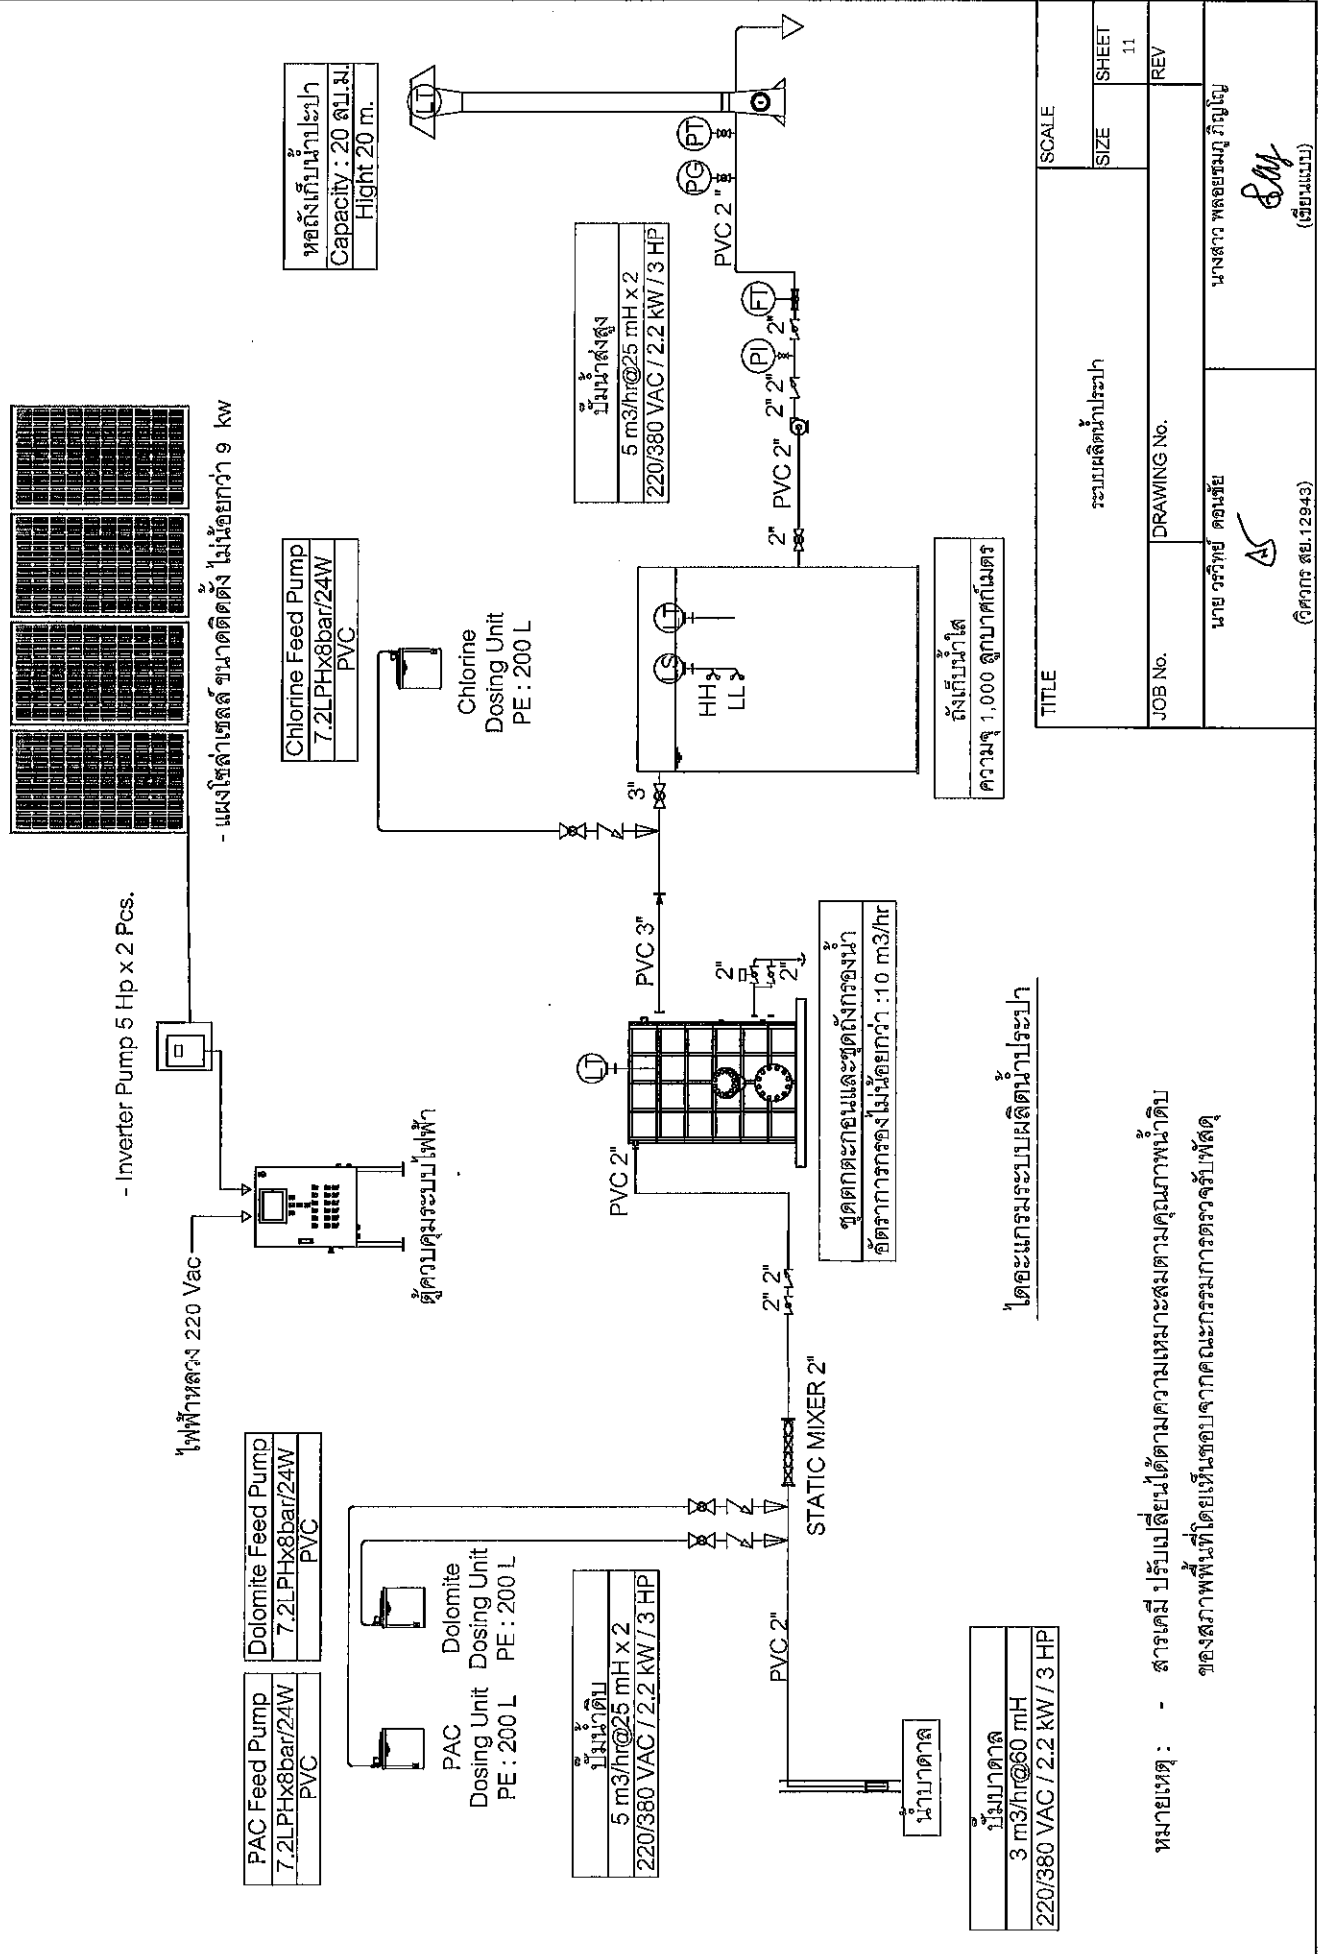 PAC Feed Pump
7.2LPHx8bar/24W
PVC
Dolomite Feed Pump
7.2LPHx8bar/24W
PVC
PAC
Dosing Unit
PE : 200 L
Dolomite
Dosing Unit
PE : 200 L
ไฟฟ้าหลวง 220 Vac
- Inverter Pump 5 Hp x 2 Pcs.
ตู้ควบคุมระบบไฟฟ้า
- แผงโซล่าเซลล์ ขนาดติดตั้ง ไม่น้อยกว่า 9 kw
Chlorine Feed Pump
7.2LPHx8bar/24W
PVC
Chlorine
Dosing Unit
PE : 200 L
หอถังเก็บน้ำประปา
Capacity : 20 ลบ.ม.
Hight 20 m.
LT
ปั๊มน้ำดิบ
5 m3/hr@25 mH x 2
220/380 VAC / 2.2 kW / 3 HP
ปั๊มน้ำส่งสูง
5 m3/hr@25 mH x 2
220/380 VAC / 2.2 kW / 3 HP
PVC 2"
STATIC MIXER 2"
2" 2"
PVC 2"
LT
PVC 3"
2"
2"
3"
LS
LT
HH
LL
2"
PVC 2"
2" 2"
PI
2"
FT
PVC 2"
PG
PT
น้ำบาดาล
ปั๊มบาดาล
3 m3/hr@60 mH
220/380 VAC / 2.2 kW / 3 HP
ชุดตกตะกอนและชุดถังกรองน้ำ
อัตราการกรองไม่น้อยกว่า :10 m3/hr
ถังเก็บน้ำใส
ความจุ 1,000 ลูกบาศก์เมตร
ไดอะแกรมระบบผลิตน้ำประปา
หมายเหตุ : - สารเคมี ปรับเปลี่ยนได้ตามความเหมาะสมตามคุณภาพน้ำดิบ
ของสภาพพื้นที่โดยเห็นชอบจากคณะกรรมการตรวจรับพัสดุ
TITLE
ระบบผลิตน้ำประปา
SCALE
SIZE
SHEET
11
JOB No.
DRAWING No.
REV
นาย วรวิทย์ ดอนชัย
(วิศวกร สย.12943)
นางสาว พลอยชมภู ภิญโญ
(เขียนแบบ)